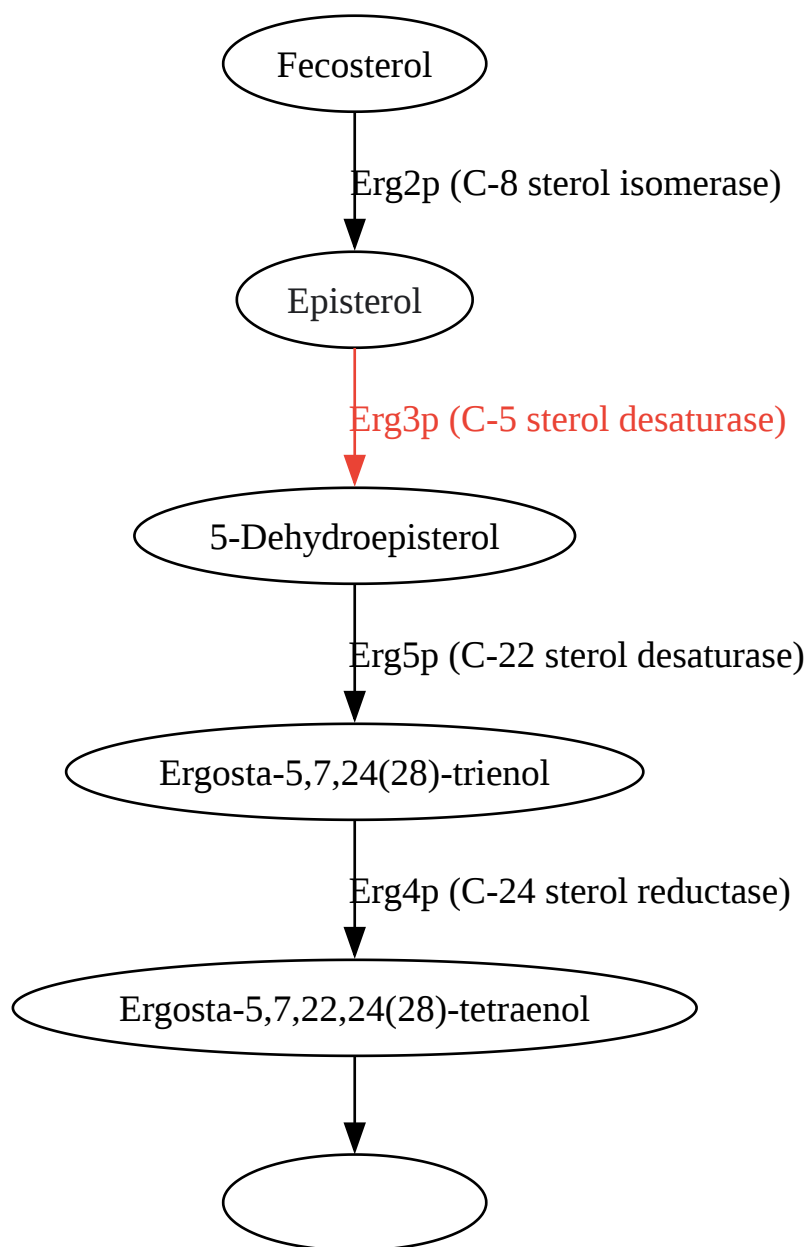 Fecosterol
Erg2p (C-8 sterol isomerase)
Episterol
Erg3p (C-5 sterol desaturase)
5-Dehydroepisterol
Erg5p (C-22 sterol desaturase)
Ergosta-5,7,24(28)-trienol
Erg4p (C-24 sterol reductase)
Ergosta-5,7,22,24(28)-tetraenol